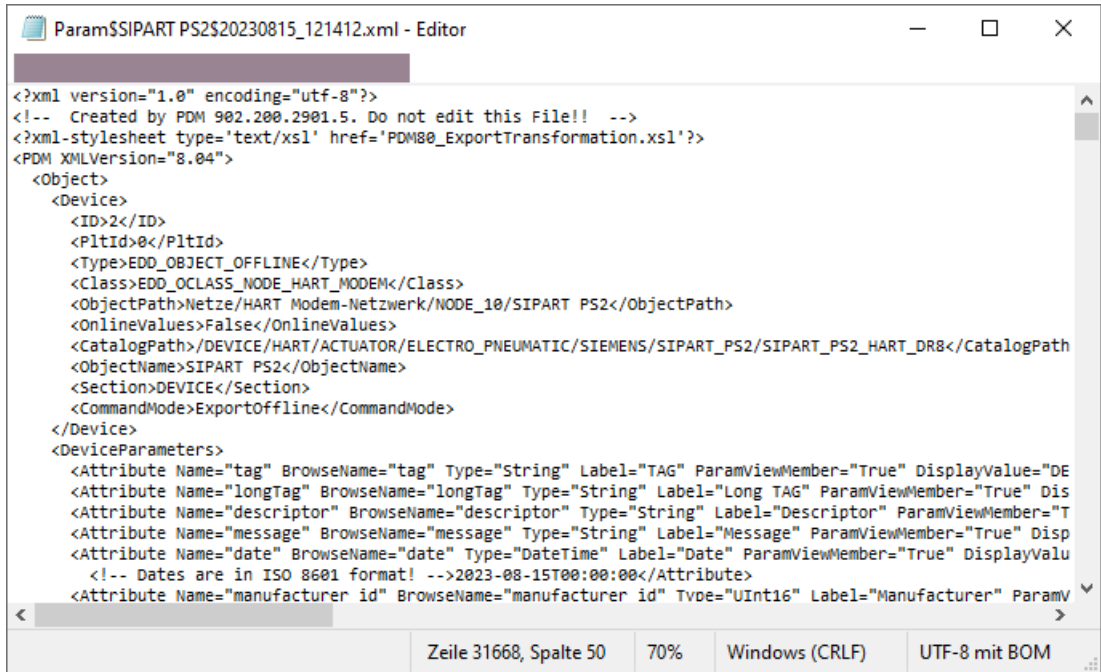 Param$SIPART PS2$20230815_121412.xml - Editor
<?xml version="1.0" encoding="utf-8"?>
<!--  Created by PDM 902.200.2901.5. Do not edit this File!!  -->
<?xml-stylesheet type='text/xsl' href='PDM80_ExportTransformation.xsl'?>
<PDM XMLVersion="8.04">
<Object>
<Device>
<ID>2</ID>
<PltId>0</PltId>
<Type>EDD_OBJECT_OFFLINE</Type>
<Class>EDD_OCLASS_NODE_HART_MODEM</Class>
<ObjectPath>Netze/HART Modem-Netzwerk/NODE_10/SIPART PS2</ObjectPath>
<OnlineValues>False</OnlineValues>
<CatalogPath>/DEVICE/HART/ACTUATOR/ELECTRO_PNEUMATIC/SIEMENS/SIPART_PS2/SIPART_PS2_HART_DR8</CatalogPath
<ObjectName>SIPART PS2</ObjectName>
<Section>DEVICE</Section>
<CommandMode>ExportOffline</CommandMode>
</Device>
<DeviceParameters>
<Attribute Name="tag" BrowseName="tag" Type="String" Label="TAG" ParamViewMember="True" DisplayValue="DE
<Attribute Name="longTag" BrowseName="longTag" Type="String" Label="Long TAG" ParamViewMember="True" Dis
<Attribute Name="descriptor" BrowseName="descriptor" Type="String" Label="Descriptor" ParamViewMember="T
<Attribute Name="message" BrowseName="message" Type="String" Label="Message" ParamViewMember="True" Disp
<Attribute Name="date" BrowseName="date" Type="DateTime" Label="Date" ParamViewMember="True" DisplayValu
<!-- Dates are in ISO 8601 format! -->2023-08-15T00:00:00</Attribute>
<Attribute Name="manufacturer_id" BrowseName="manufacturer_id" Type="UInt16" Label="Manufacturer" ParamV
Zeile 31668, Spalte 50
70%
Windows (CRLF)
UTF-8 mit BOM